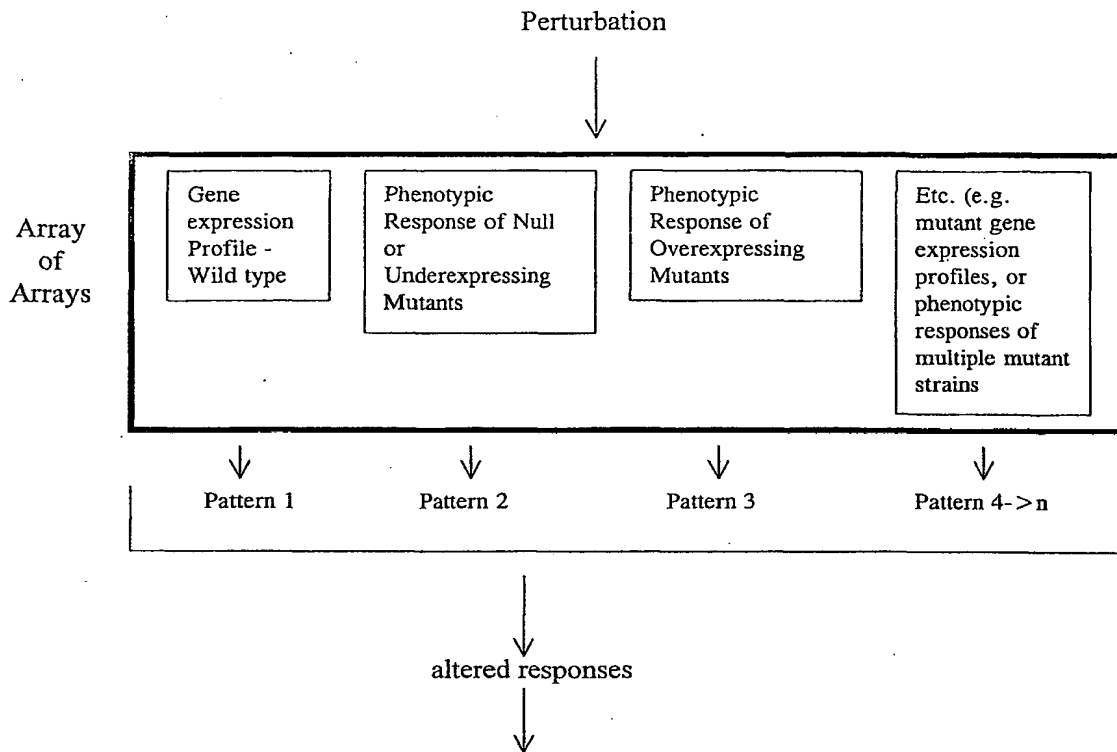 Perturbation
Array
of
Arrays
Gene
expression
Profile -
Wild type
Phenotypic
Response of Null
or
Underexpressing
Mutants
Phenotypic
Response of
Overexpressing
Mutants
Etc. (e.g.
mutant gene
expression
profiles, or
phenotypic
responses of
multiple mutant
strains
Pattern 1
Pattern 2
Pattern 3
Pattern 4->n
altered responses